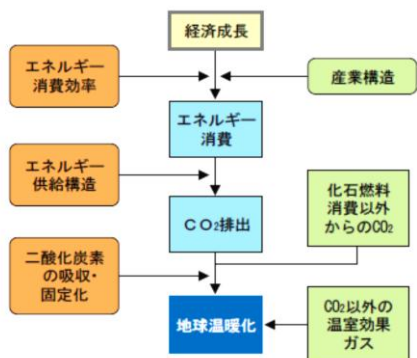 経済成長
エネルギー
消費効率
産業構造
エネルギー
消費
エネルギー
供給構造
CO₂排出
化石燃料
消費以外
からのCO₂
二酸化炭素
の吸収・
固定化
地球温暖化
CO₂以外の
温室効果
ガス